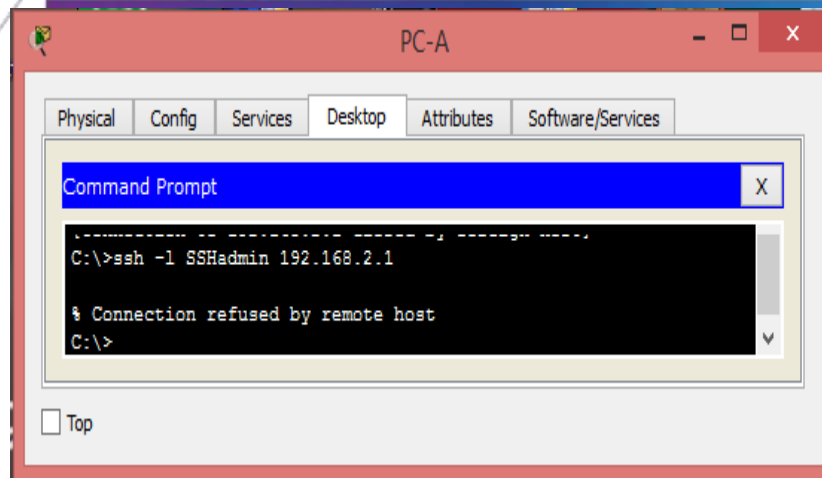 PC-A
Physical Config Services Desktop Attributes Software/Services
Command Prompt X
C:\>ssh -l SSHadmin 192.168.2.1
% Connection refused by remote host
C:\>
Top